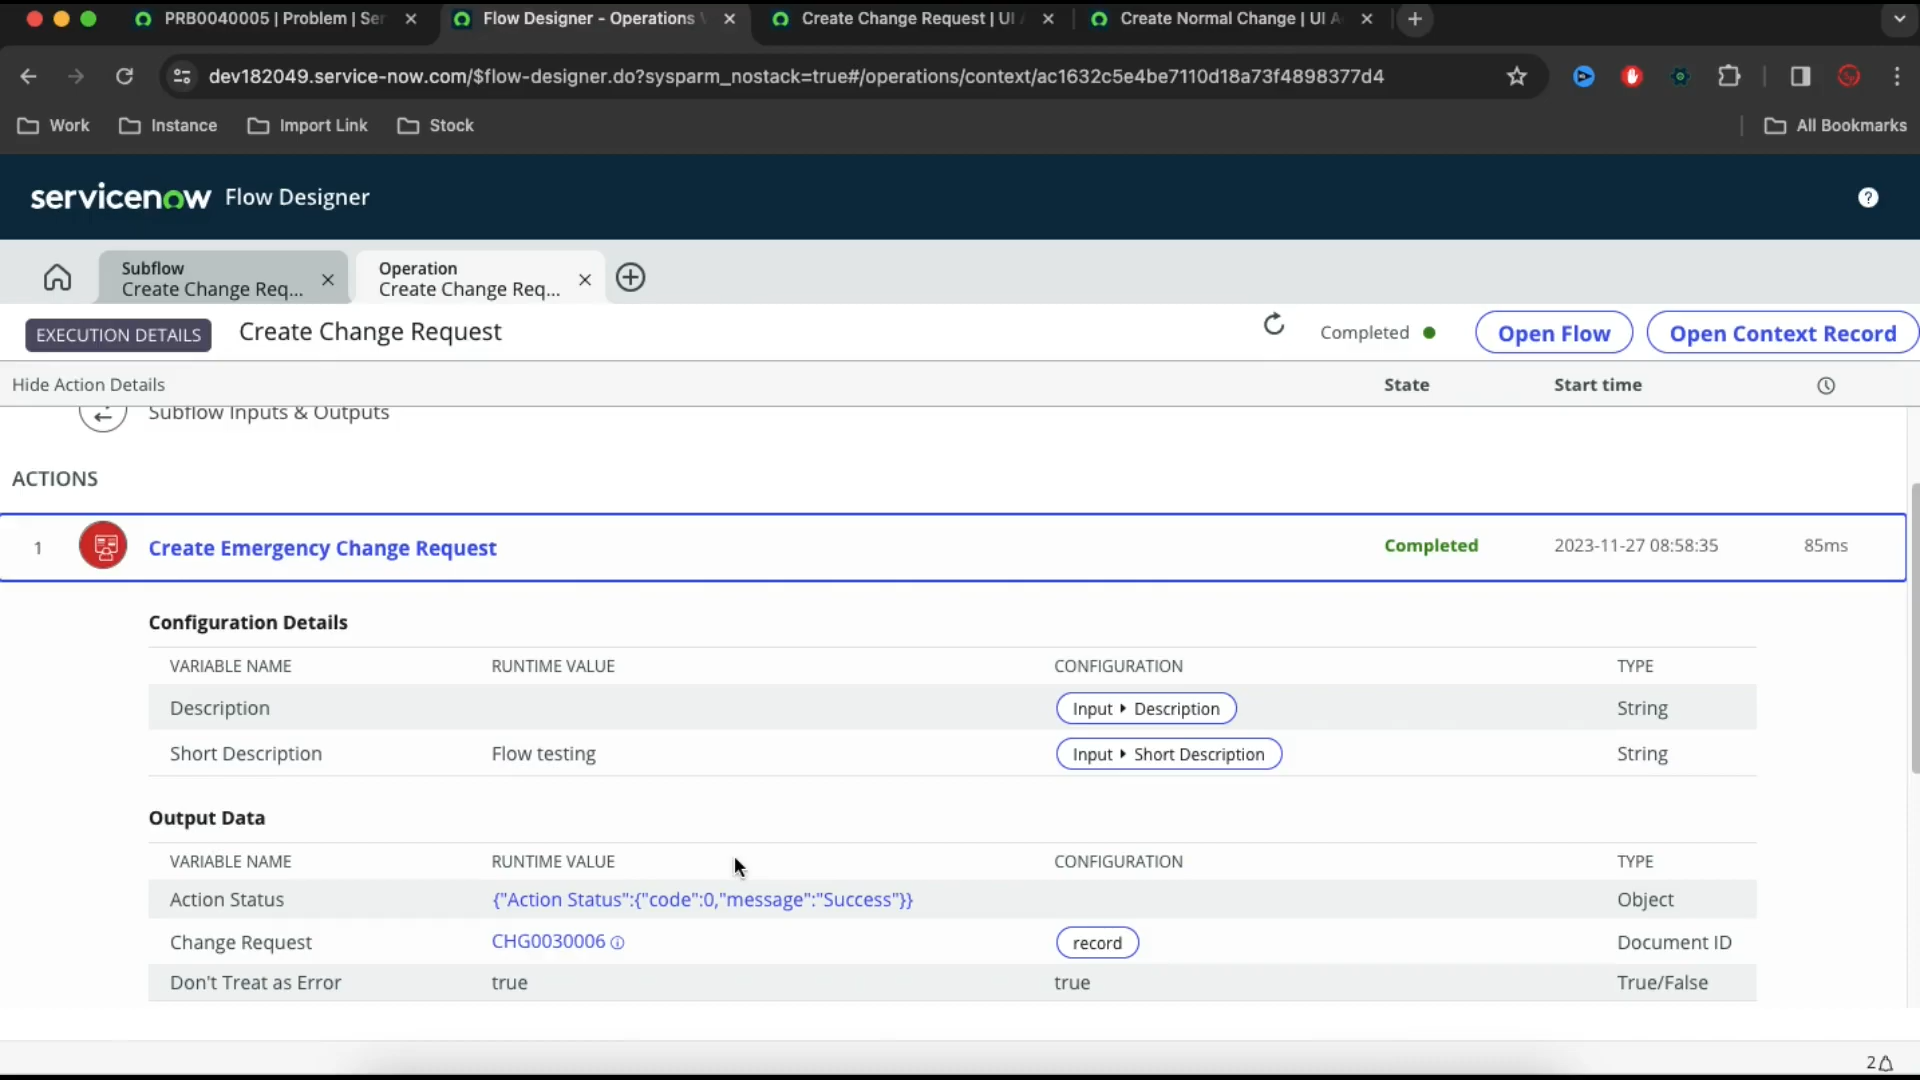 PRB0040005 | Problem | Ser
Flow Designer - Operations
Create Change Request | UI
Create Normal Change | UI A
dev182049.service-now.com/$flow-designer.do?sysparm_nostack=true#/operations/context/ac1632c5e4be7110d18a73f4898377d4
Work
Instance
Import Link
Stock
All Bookmarks
servicenow Flow Designer
Subflow
Create Change Req...
Operation
Create Change Req...
EXECUTION DETAILS
Create Change Request
Completed
Open Flow
Open Context Record
Hide Action Details
State
Start time
Subflow Inputs & Outputs
ACTIONS
1
Create Emergency Change Request
Completed
2023-11-27 08:58:35
85ms
Configuration Details
VARIABLE NAME
RUNTIME VALUE
CONFIGURATION
TYPE
Description
Input ▸ Description
String
Short Description
Flow testing
Input ▸ Short Description
String
Output Data
VARIABLE NAME
RUNTIME VALUE
CONFIGURATION
TYPE
Action Status
{"Action Status":{"code":0,"message":"Success"}}
Object
Change Request
CHG0030006
record
Document ID
Don't Treat as Error
true
true
True/False
2